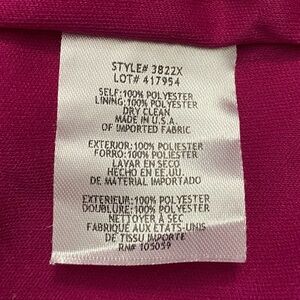 STYLE# 3822X
LOT# 417954
SELF:100% POLYESTER
LINING:100% POLYESTER
DRY CLEAN
MADE IN U.S.A.
OF IMPORTED FABRIC
EXTERIOR:100% POLIESTER
FORRO:100% POLIESTER
LAVAR EN SECO
HECHO EN EE.UU.
DE MATERIAL IMPORTADO
EXTERIEUR:100% POLYESTER
DOUBLURE:100% POLYESTER
NETTOYER À SEC
FABRIQUE AUX ETATS-UNIS
DE TISSU IMPORTE
RN# 105059